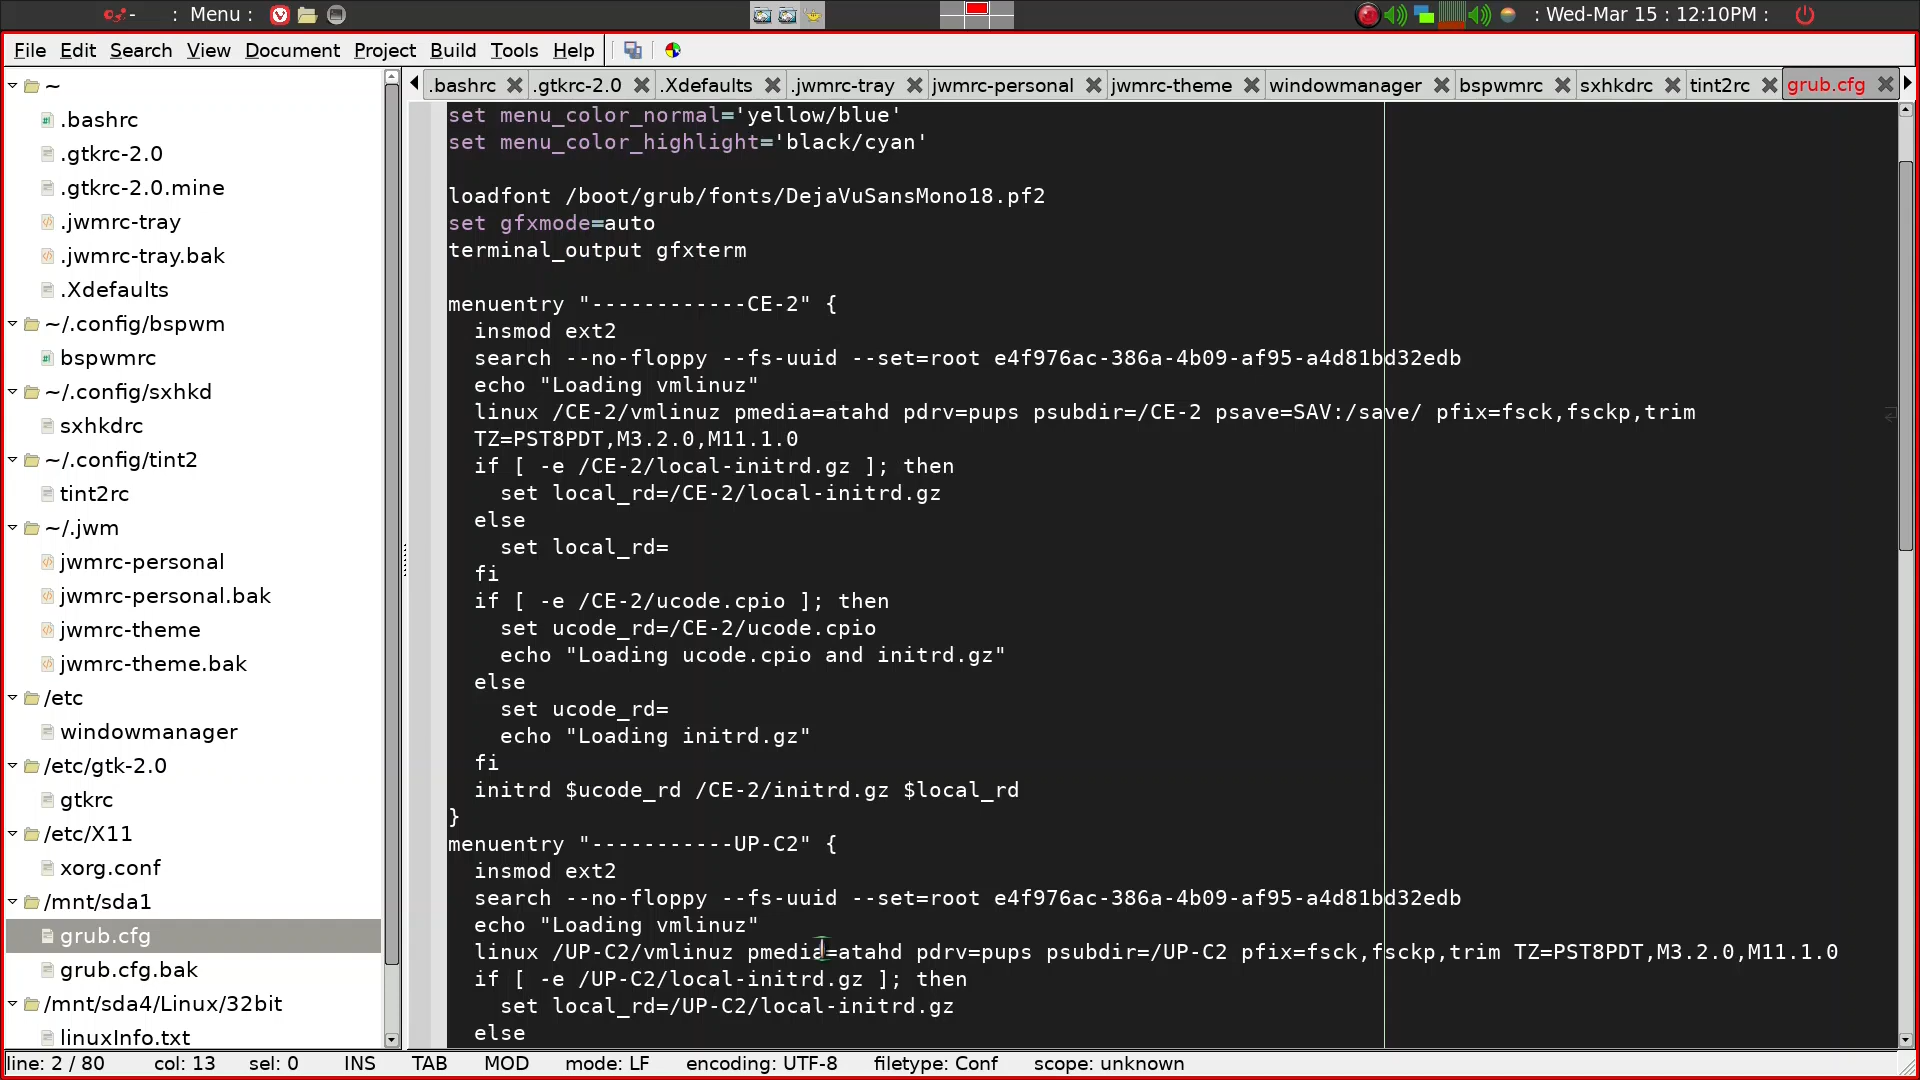 : Menu :
: Wed-Mar 15 : 12:10PM :
File Edit Search View Document Project Build Tools Help
.bashrc .gtkrc-2.0 .Xdefaults .jwmrc-tray jwmrc-personal jwmrc-theme windowmanager bspwmrc sxhkdrc tint2rc grub.cfg
~
.bashrc
.gtkrc-2.0
.gtkrc-2.0.mine
.jwmrc-tray
.jwmrc-tray.bak
.Xdefaults
~/.config/bspwm
bspwmrc
~/.config/sxhkd
sxhkdrc
~/.config/tint2
tint2rc
~/.jwm
jwmrc-personal
jwmrc-personal.bak
jwmrc-theme
jwmrc-theme.bak
/etc
windowmanager
/etc/gtk-2.0
gtkrc
/etc/X11
xorg.conf
/mnt/sda1
grub.cfg
grub.cfg.bak
/mnt/sda4/Linux/32bit
linuxInfo.txt
set menu_color_normal='yellow/blue'
set menu_color_highlight='black/cyan'
loadfont /boot/grub/fonts/DejaVuSansMono18.pf2
set gfxmode=auto
terminal_output gfxterm
menuentry "------------CE-2" {
insmod ext2
search --no-floppy --fs-uuid --set=root e4f976ac-386a-4b09-af95-a4d81bd32edb
echo "Loading vmlinuz"
linux /CE-2/vmlinuz pmedia=atahd pdrv=pups psubdir=/CE-2 psave=SAV:/save/ pfix=fsck,fsckp,trim
TZ=PST8PDT,M3.2.0,M11.1.0
if [ -e /CE-2/local-initrd.gz ]; then
set local_rd=/CE-2/local-initrd.gz
else
set local_rd=
fi
if [ -e /CE-2/ucode.cpio ]; then
set ucode_rd=/CE-2/ucode.cpio
echo "Loading ucode.cpio and initrd.gz"
else
set ucode_rd=
echo "Loading initrd.gz"
fi
initrd $ucode_rd /CE-2/initrd.gz $local_rd
}
menuentry "-----------UP-C2" {
insmod ext2
search --no-floppy --fs-uuid --set=root e4f976ac-386a-4b09-af95-a4d81bd32edb
echo "Loading vmlinuz"
linux /UP-C2/vmlinuz pmedia=atahd pdrv=pups psubdir=/UP-C2 pfix=fsck,fsckp,trim TZ=PST8PDT,M3.2.0,M11.1.0
if [ -e /UP-C2/local-initrd.gz ]; then
set local_rd=/UP-C2/local-initrd.gz
else
line: 2 / 80 col: 13 sel: 0 INS TAB MOD mode: LF encoding: UTF-8 filetype: Conf scope: unknown